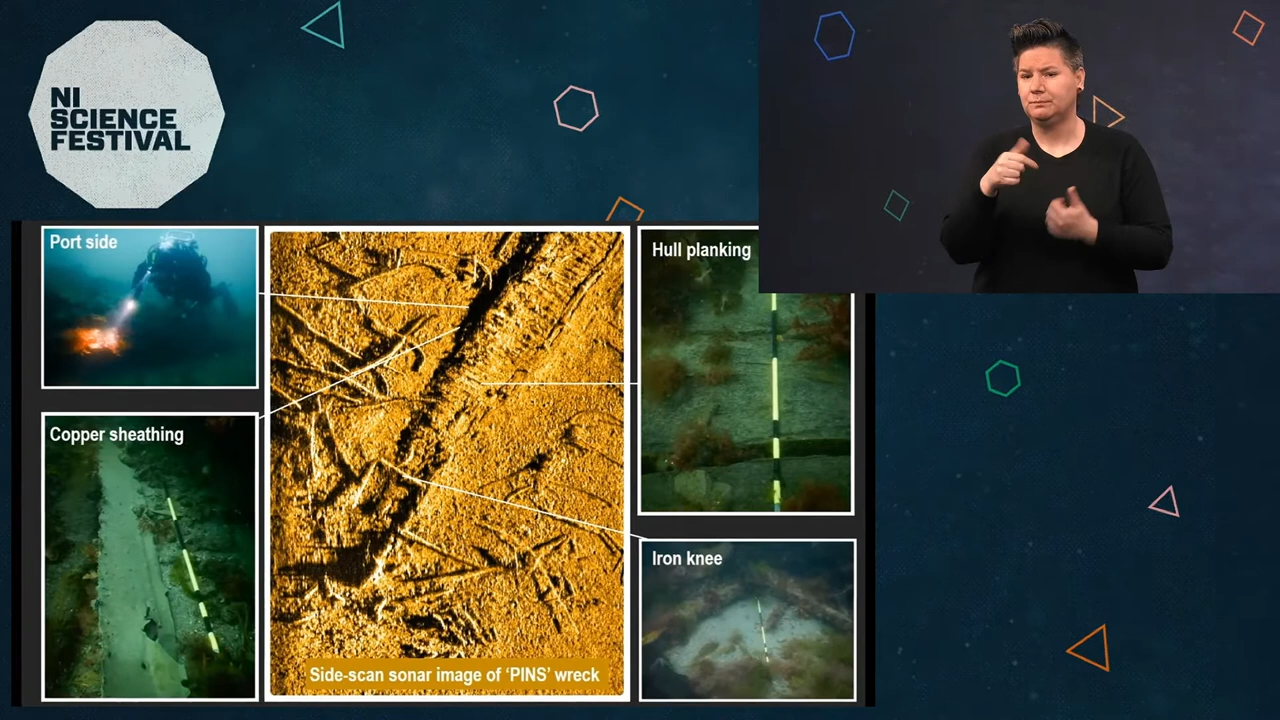 NI
SCIENCE
FESTIVAL
Port side
Hull planking
Copper sheathing
Iron knee
Side-scan sonar image of ‘PINS’ wreck